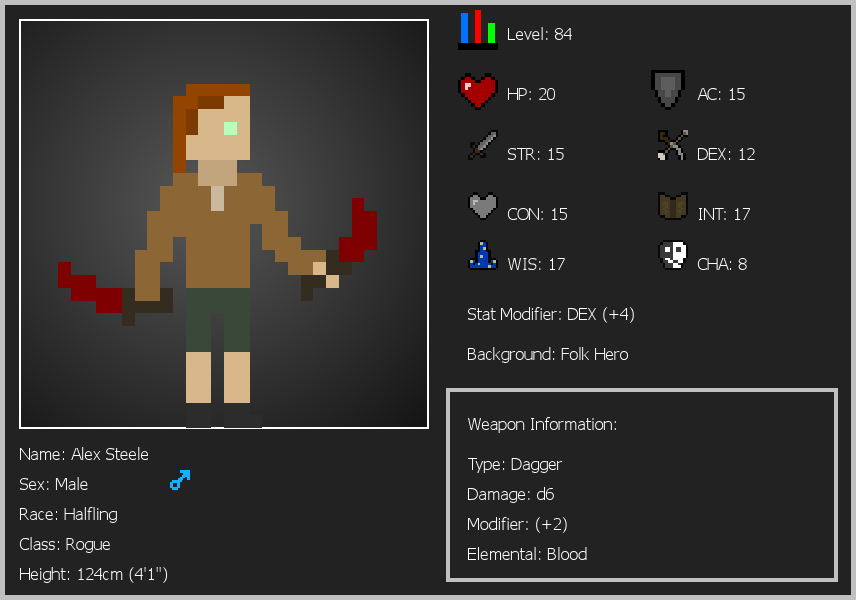 Level: 84
HP: 20
AC: 15
STR: 15
DEX: 12
CON: 15
INT: 17
WIS: 17
CHA: 8
Stat Modifier: DEX (+4)
Background: Folk Hero
Weapon Information:
Type: Dagger
Damage: d6
Modifier: (+2)
Elemental: Blood
Name: Alex Steele
Sex: Male
Race: Halfling
Class: Rogue
Height: 124cm (4'1")